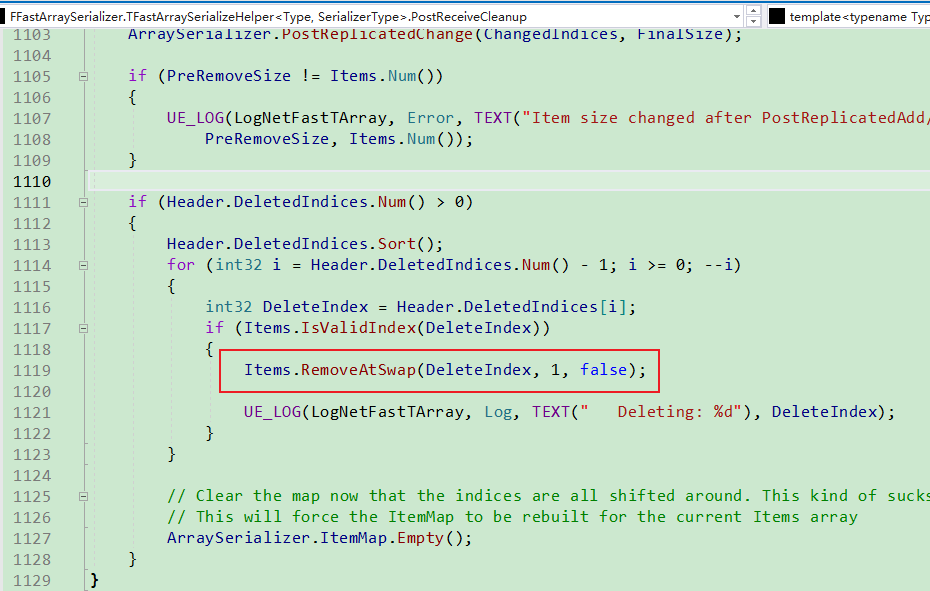 FFastArraySerializer.TFastArraySerializeHelper<Type, SerializerType>.PostReceiveCleanup
template<typename Typ
1103 ArraySerializer.PostReplicatedChange(ChangedIndices, FinalSize);
1104
1105 if (PreRemoveSize != Items.Num())
1106 {
1107 UE_LOG(LogNetFastTArray, Error, TEXT("Item size changed after PostReplicatedAdd/
1108 PreRemoveSize, Items.Num());
1109 }
1110
1111 if (Header.DeletedIndices.Num() > 0)
1112 {
1113 Header.DeletedIndices.Sort();
1114 for (int32 i = Header.DeletedIndices.Num() - 1; i >= 0; --i)
1115 {
1116 int32 DeleteIndex = Header.DeletedIndices[i];
1117 if (Items.IsValidIndex(DeleteIndex))
1118 {
1119 Items.RemoveAtSwap(DeleteIndex, 1, false);
1120
1121 UE_LOG(LogNetFastTArray, Log, TEXT("   Deleting: %d"), DeleteIndex);
1122 }
1123 }
1124
1125 // Clear the map now that the indices are all shifted around. This kind of sucks
1126 // This will force the ItemMap to be rebuilt for the current Items array
1127 ArraySerializer.ItemMap.Empty();
1128 }
1129 }